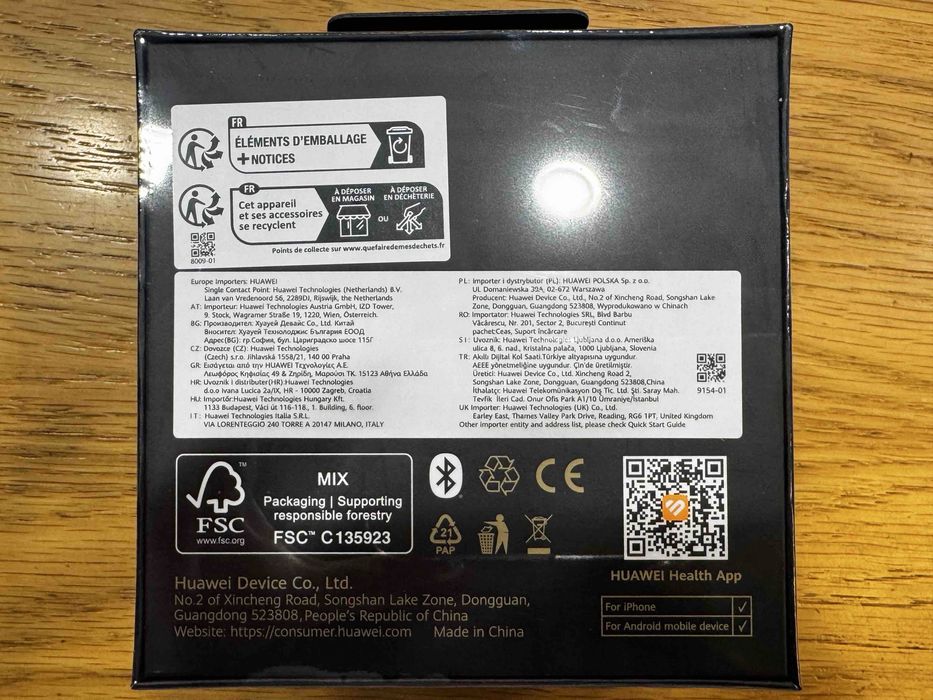 FR
ÉLÉMENTS D'EMBALLAGE
+ NOTICES
FR
Cet appareil
et ses accessoires
se recyclent
À DÉPOSER
EN MAGASIN
OU
À DÉPOSER
EN DÉCHÈTERIE
8009-01
Points de collecte sur www.quefairedemesdechets.fr
Europe Importers: HUAWEI
Single Contact Point: Huawei Technologies (Netherlands) B.V.
Laan van Vredenoord 56, 2289DJ, Rijswijk, the Netherlands
AT: Importeur: Huawei Technologies Austria GmbH, IZD Tower,
9. Stock, Wagramer Straße 19, 1220, Wien, Österreich.
BG: Производител: Хуауей Девайс Со., Ltd. Китай
Вносител: Хуауей Технолоджис България ЕООД
Адрес(BG): гр.София, бул. Цариградско шосе 115Г
CZ: Dovozce (CZ): Huawei Technologies
(Czech) s.r.o. Jihlavská 1558/21, 140 00 Praha
GR: Εισάγεται από την HUAWEI ΤΕΧΝΟΛΟΓΙΕΣ Α.Ε.
Λεωφόρος Κηφισίας 49 & Ζηρίδη, Μαρούσι ΤΚ. 15123 Αθήνα Ελλάδα
HR: Uvoznik i distributer(HR):Huawei Technologies
d.o.o Ivana Lucica 2a/IX, HR - 10000 Zagreb, Croatia
HU: Importőr:Huawei Technologies Hungary Kft.
1133 Budapest, Váci út 116-118., 1. Building, 6. floor.
IT: Huawei Technologies Italia S.R.L.
VIA LORENTEGGIO 240 TORRE A 20147 MILANO, ITALY
PL: Importer i dystrybutor (PL): HUAWEI POLSKA Sp. z o.o.
UL Domaniewska 39A, 02-672 Warszawa
Producent: Huawei Device Co., Ltd., No.2 of Xincheng Road, Songshan Lake
Zone, Dongguan, Guangdong 523808, Wyprodukowano w Chinach
RO: Importator: Huawei Technologies SRL, Blvd Barbu
Văcărescu, Nr. 201, Sector 2, București Continut
pachet:Ceas, Suport încărcare
SI: Uvoznik: Huawei Technologies Ljubljana d.o.o. Ameriška
ulica 8, 6. nad., Kristalna palača, 1000 Ljubljana, Slovenia
TR: Akıllı Dijital Kol Saati.Türkiye altyapısına uygundur.
AEEE yönetmeliğine uygundur. Çin'de üretilmiştir.
Üretici: Huawei Device Co., Ltd. Xincheng Road 2,
Songshan Lake Zone, Dongguan, Guangdong 523808,China
İthalatçı: Huawei Telekomünikasyon Dış Tic. Ltd. Şti. Saray Mah.
Tevfik İleri Cad. Onur Ofis Park A1/10 Ümraniye/İstanbul
UK Importer: Huawei Technologies (UK) Co., Ltd.
Early East, Thames Valley Park Drive, Reading, RG6 1PT, United Kingdom
Other importer entity and address list, please check Quick Start Guide
9154-01
FSC
www.fsc.org
TM
MIX
Packaging | Supporting
responsible forestry
FSC™ C135923
CE
21
PAP
HUAWEI Health App
For iPhone ✓
For Android mobile device ✓
Huawei Device Co., Ltd.
No.2 of Xincheng Road, Songshan Lake Zone, Dongguan,
Guangdong 523808, People's Republic of China
Website: https://consumer.huawei.com Made in China